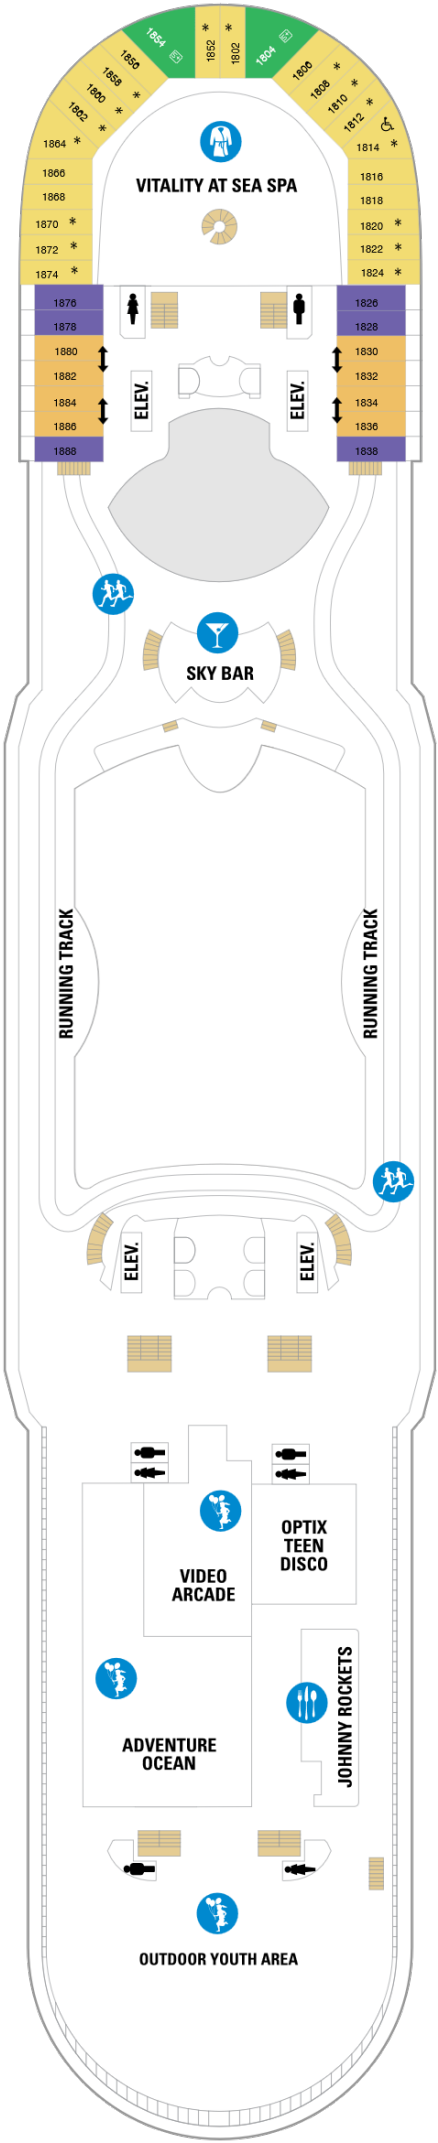 1854
1852
1802
1804
1856
1858
1860
1862
1864
1866
1868
1870
1872
1874
1806
1808
1810
1812
1814
1816
1818
1820
1822
1824
VITALITY AT SEA SPA
1876
1878
1880
1882
1884
1886
1888
1826
1828
1830
1832
1834
1836
1838
ELEV.
ELEV.
SKY BAR
RUNNING TRACK
RUNNING TRACK
ELEV.
ELEV.
OPTIX
TEEN
DISCO
VIDEO
ARCADE
JOHNNY ROCKETS
ADVENTURE
OCEAN
OUTDOOR YOUTH AREA